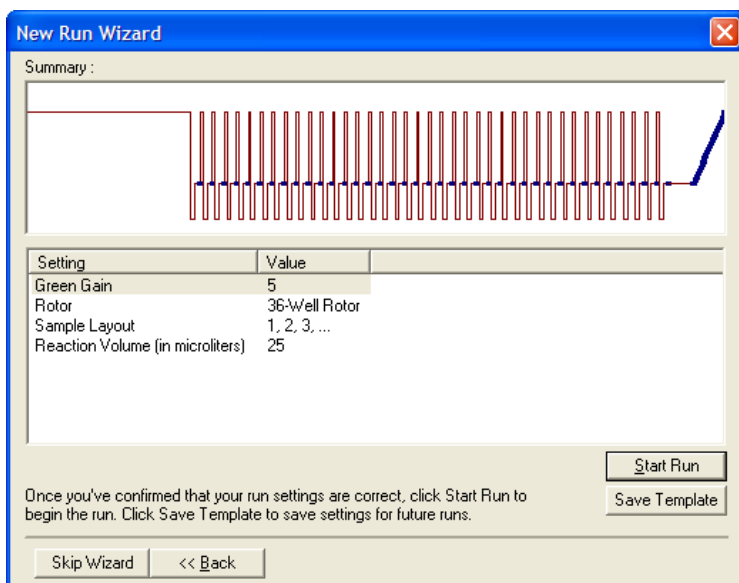 New Run Wizard
Summary :
Setting Value
Green Gain 5
Rotor 36-Well Rotor
Sample Layout 1, 2, 3, ...
Reaction Volume (in microliters) 25
Start Run
Once you've confirmed that your run settings are correct, click Start Run to
begin the run. Click Save Template to save settings for future runs.
Save Template
Skip Wizard << Back